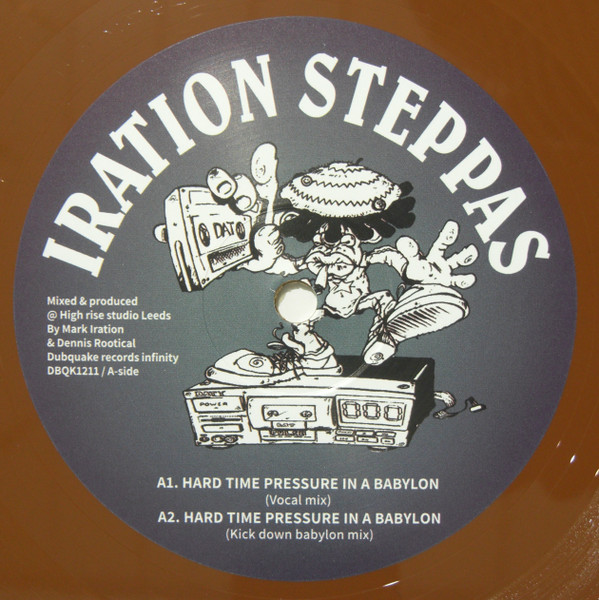 IRATION STEPPAS
DAT
Mixed & produced
@ High rise studio Leeds
By Mark Iration
& Dennis Rootical
Dubquake records infinity
DBQK1211 / A-side
POWER
DAT
000
A1. HARD TIME PRESSURE IN A BABYLON
(Vocal mix)
A2. HARD TIME PRESSURE IN A BABYLON
(Kick down babylon mix)